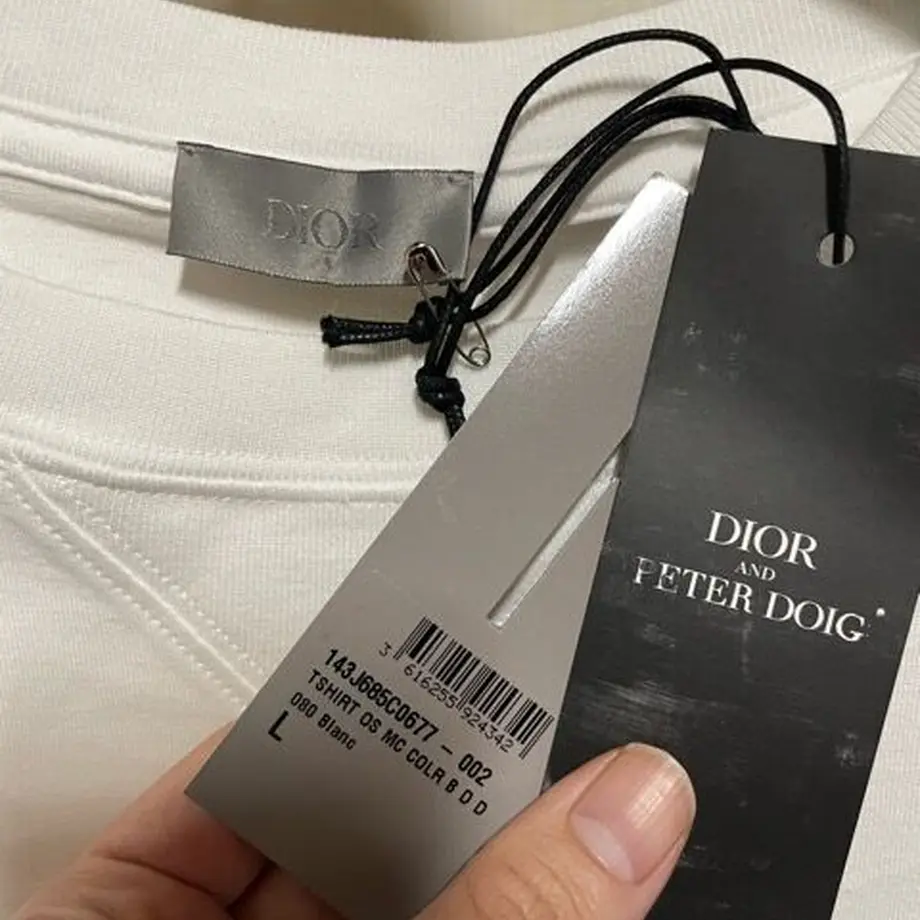 DIOR
DIOR
AND
PETER DOIG
3 616255 924342
143J685C0677 - 002
TSHIRT OS MC COLR B D D
080 Blanc
L